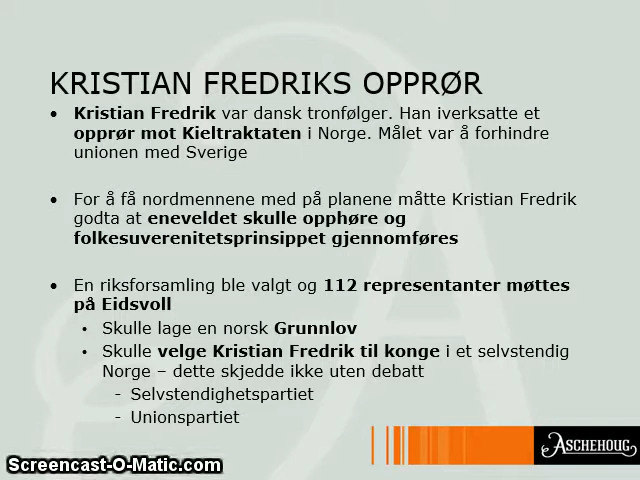 KRISTIAN FREDRIKS OPPRØR
• Kristian Fredrik var dansk tronfølger. Han iverksatte et
opprør mot Kieltraktaten i Norge. Målet var å forhindre
unionen med Sverige
• For å få nordmennene med på planene måtte Kristian Fredrik
godta at eneveldet skulle opphøre og
folkesuverenitetsprinsippet gjennomføres
• En riksforsamling ble valgt og 112 representanter møttes
på Eidsvoll
• Skulle lage en norsk Grunnlov
• Skulle velge Kristian Fredrik til konge i et selvstendig
Norge – dette skjedde ikke uten debatt
- Selvstendighetspartiet
- Unionspartiet
ASCHEHOUG
Screencast-O-Matic.com